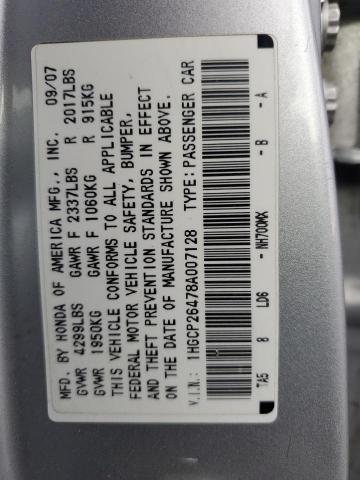 MFD. BY HONDA OF AMERICA MFG., INC. 09/07
GVWR 4299LBS GAWR F 2337LBS R 2017LBS
GVWR 1950KG GAWR F 1060KG R 915KG
THIS VEHICLE CONFORMS TO ALL APPLICABLE
FEDERAL MOTOR VEHICLE SAFETY, BUMPER,
AND THEFT PREVENTION STANDARDS IN EFFECT
ON THE DATE OF MANUFACTURE SHOWN ABOVE.
V.I.N.: 1HGCP26478A007128 TYPE: PASSENGER CAR
TA5 8 LD6 - NH700MX - B - A